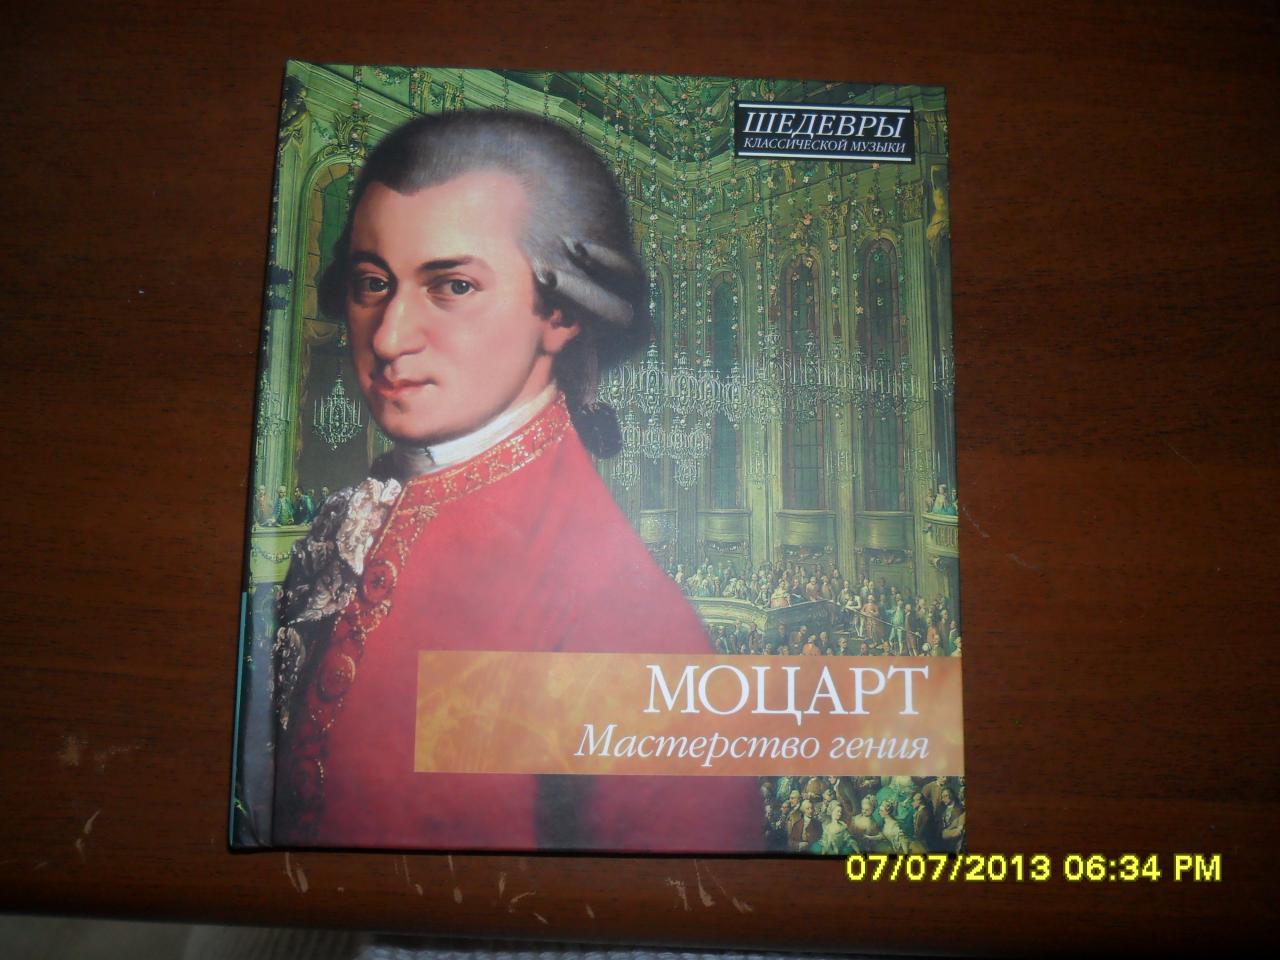 ШЕДЕВРЫ
КЛАССИЧЕСКОЙ МУЗЫКИ
МОЦАРТ
Мастерство гения
07/07/2013 06:34 PM